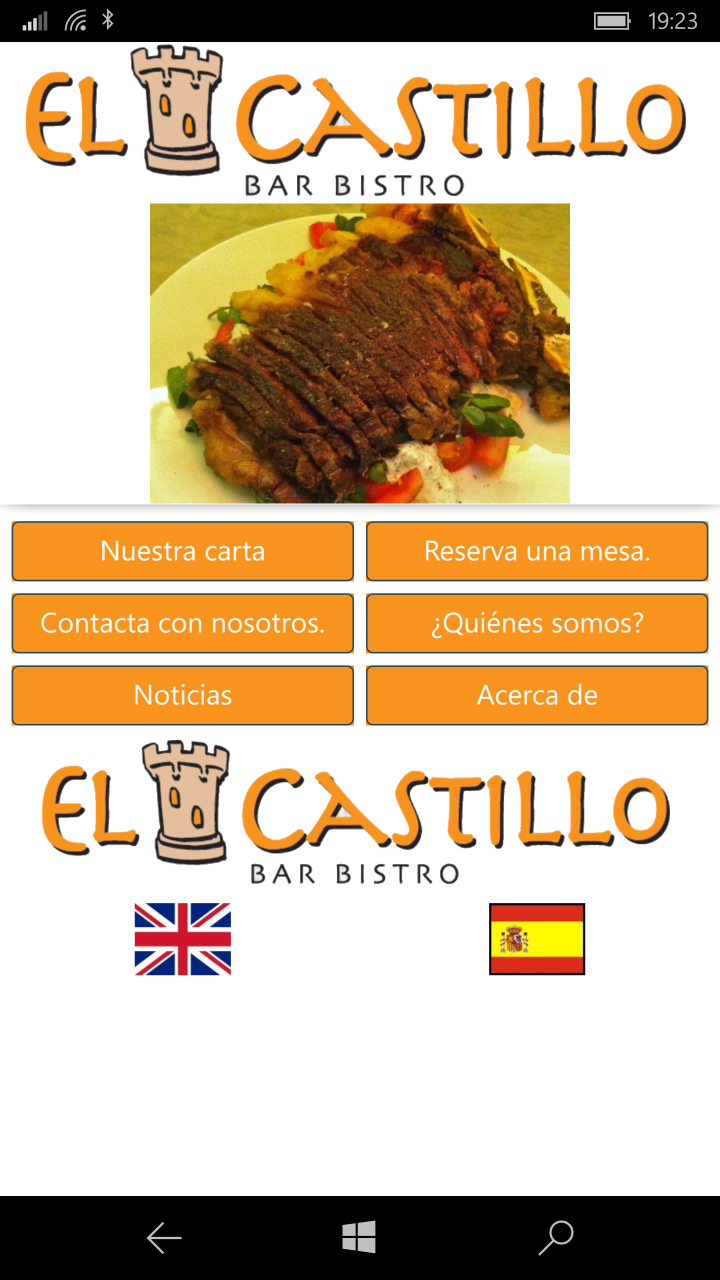 19:23
EL CASTILLO
BAR BISTRO
Nuestra carta
Reserva una mesa.
Contacta con nosotros.
¿Quiénes somos?
Noticias
Acerca de
EL CASTILLO
BAR BISTRO